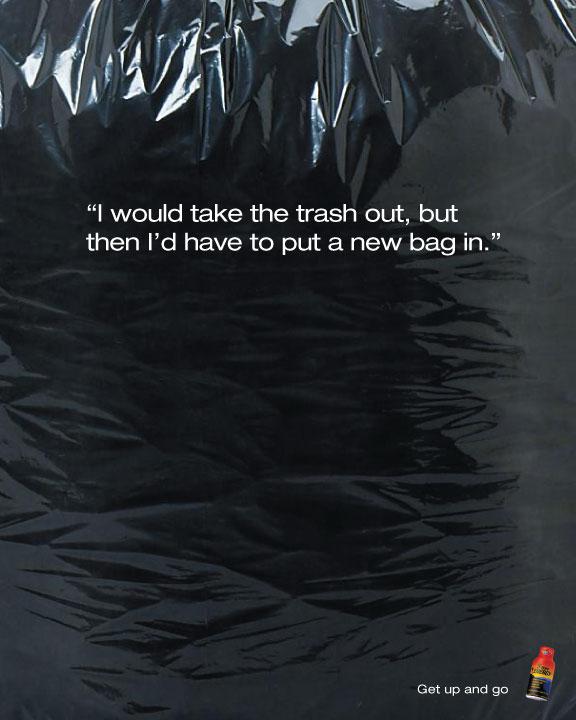 “I would take the trash out, but
then I’d have to put a new bag in.”
Get up and go